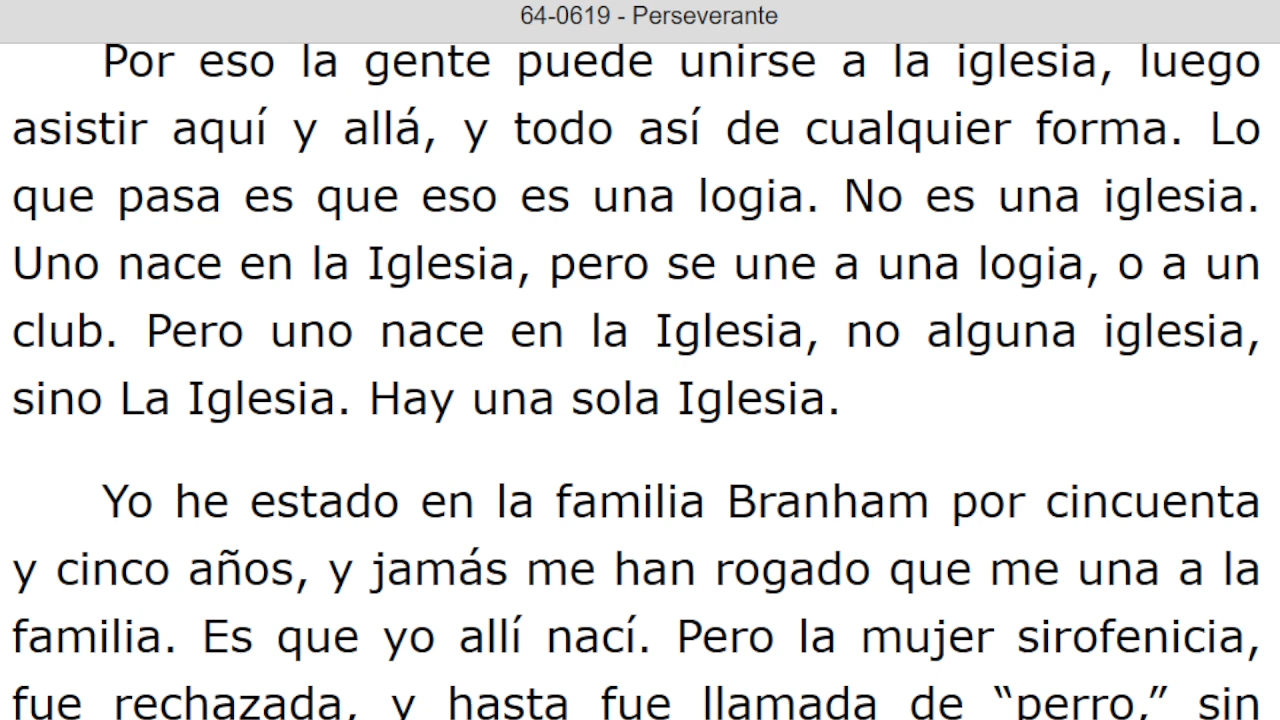 64-0619 - Perseverante
Por eso la gente puede unirse a la iglesia, luego
asistir aquí y allá, y todo así de cualquier forma. Lo
que pasa es que eso es una logia. No es una iglesia.
Uno nace en la Iglesia, pero se une a una logia, o a un
club. Pero uno nace en la Iglesia, no alguna iglesia,
sino La Iglesia. Hay una sola Iglesia.
Yo he estado en la familia Branham por cincuenta
y cinco años, y jamás me han rogado que me una a la
familia. Es que yo allí nací. Pero la mujer sirofenicia,
fue rechazada, y hasta fue llamada de “perro,” sin